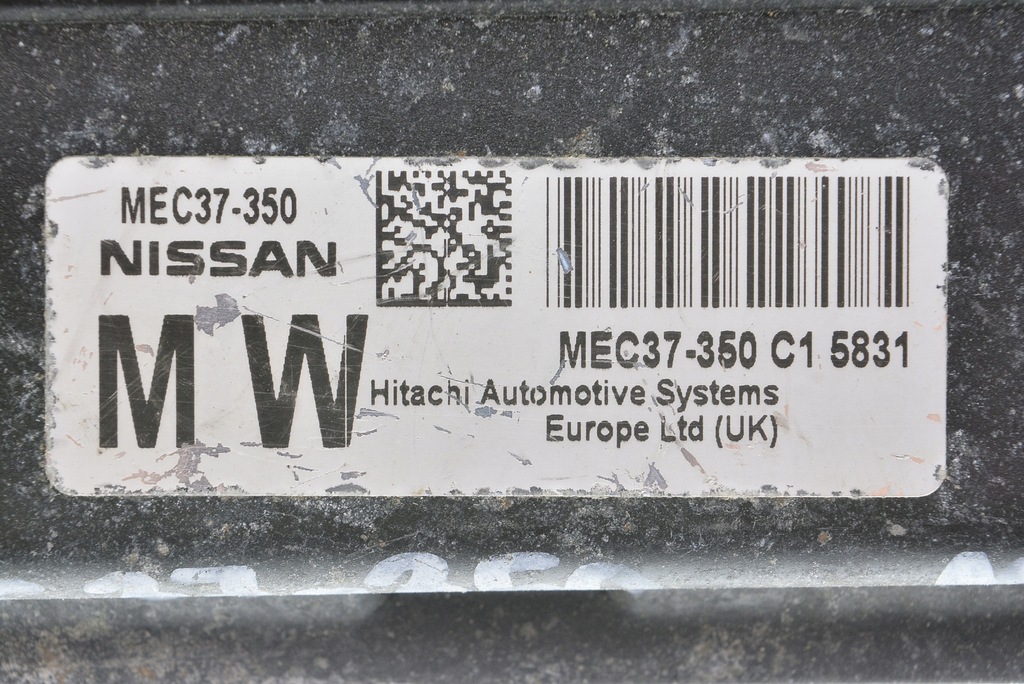 MEC37-350
NISSAN
MW
MEC37-350 C1 5831
Hitachi Automotive Systems
Europe Ltd (UK)